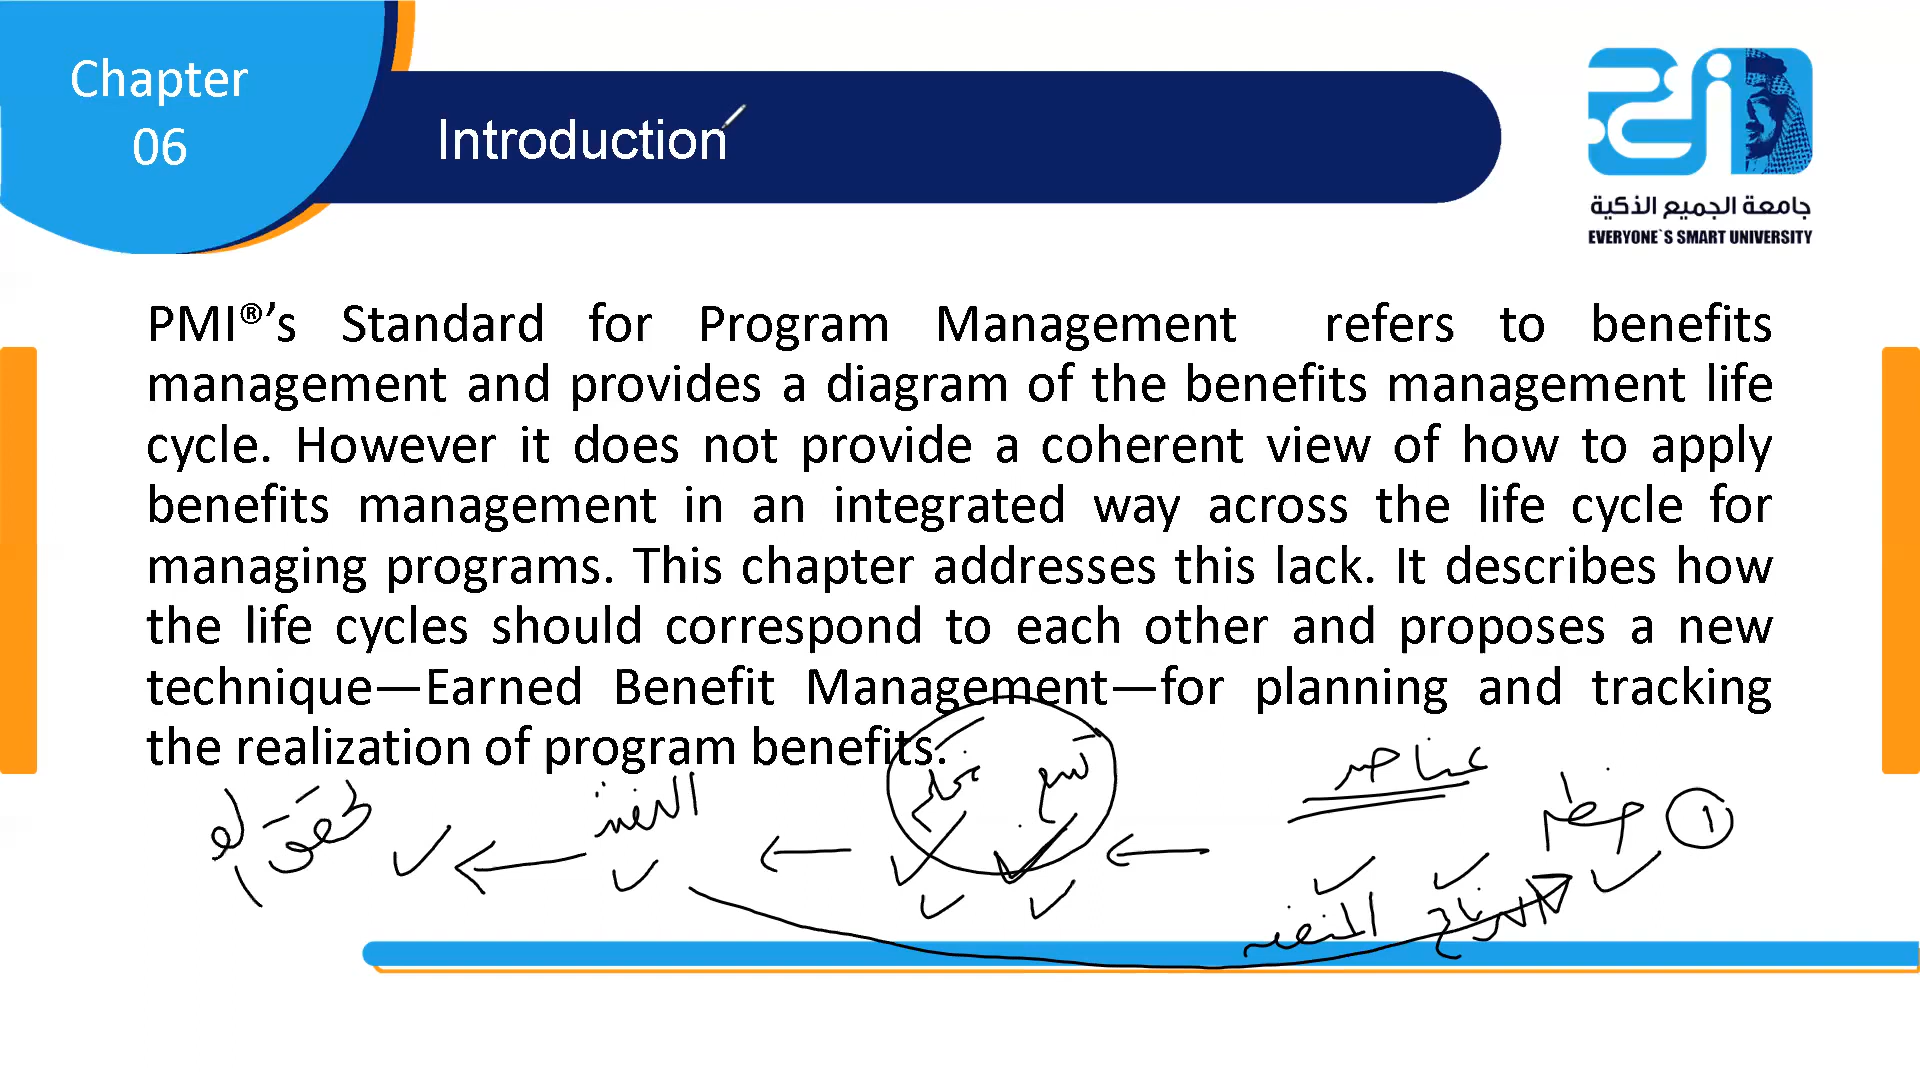 Chapter
06
Introduction
جامعة الجميع الذكية
EVERYONE`S SMART UNIVERSITY
PMI®’s Standard for Program Management refers to benefits
management and provides a diagram of the benefits management life
cycle. However it does not provide a coherent view of how to apply
benefits management in an integrated way across the life cycle for
managing programs. This chapter addresses this lack. It describes how
the life cycles should correspond to each other and proposes a new
technique—Earned Benefit Management—for planning and tracking
the realization of program benefits.
عناصر
١